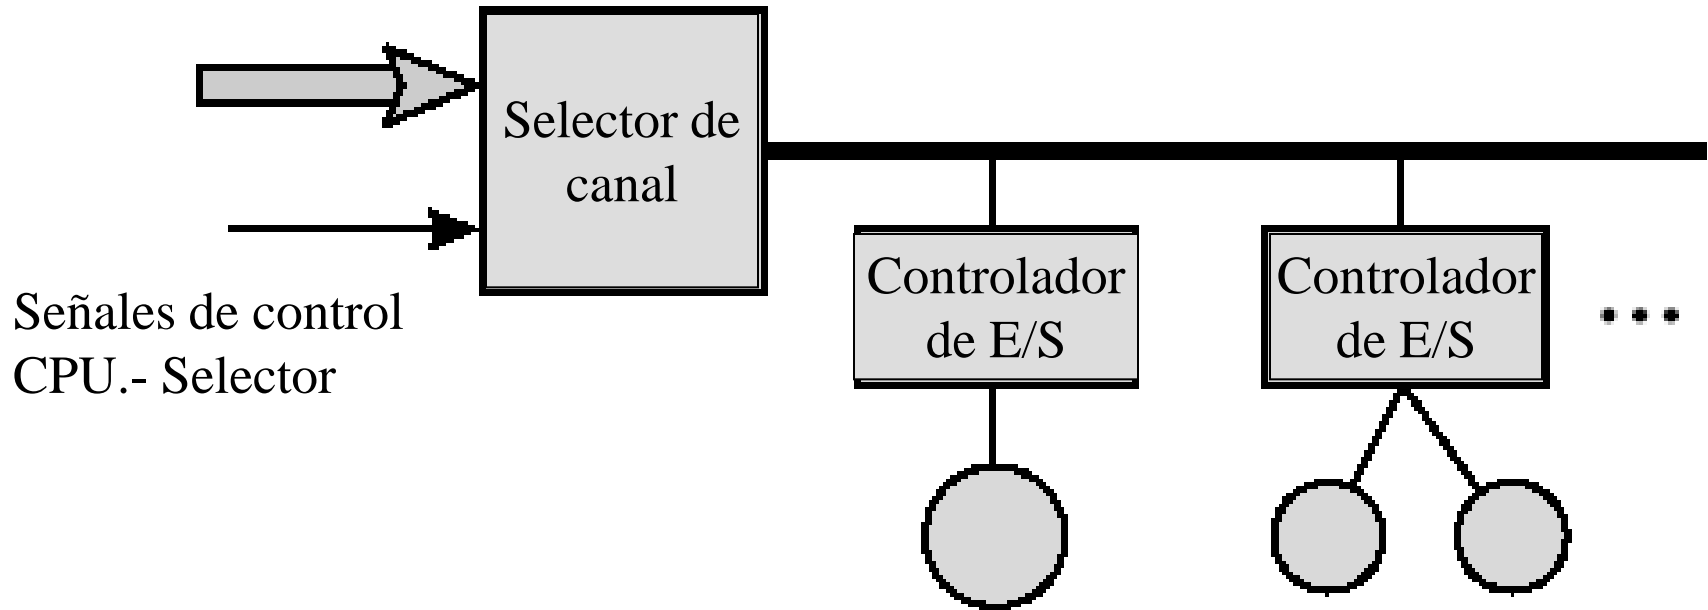 Selector de
canal
Señales de control
CPU.- Selector
Controlador
de E/S
Controlador
de E/S